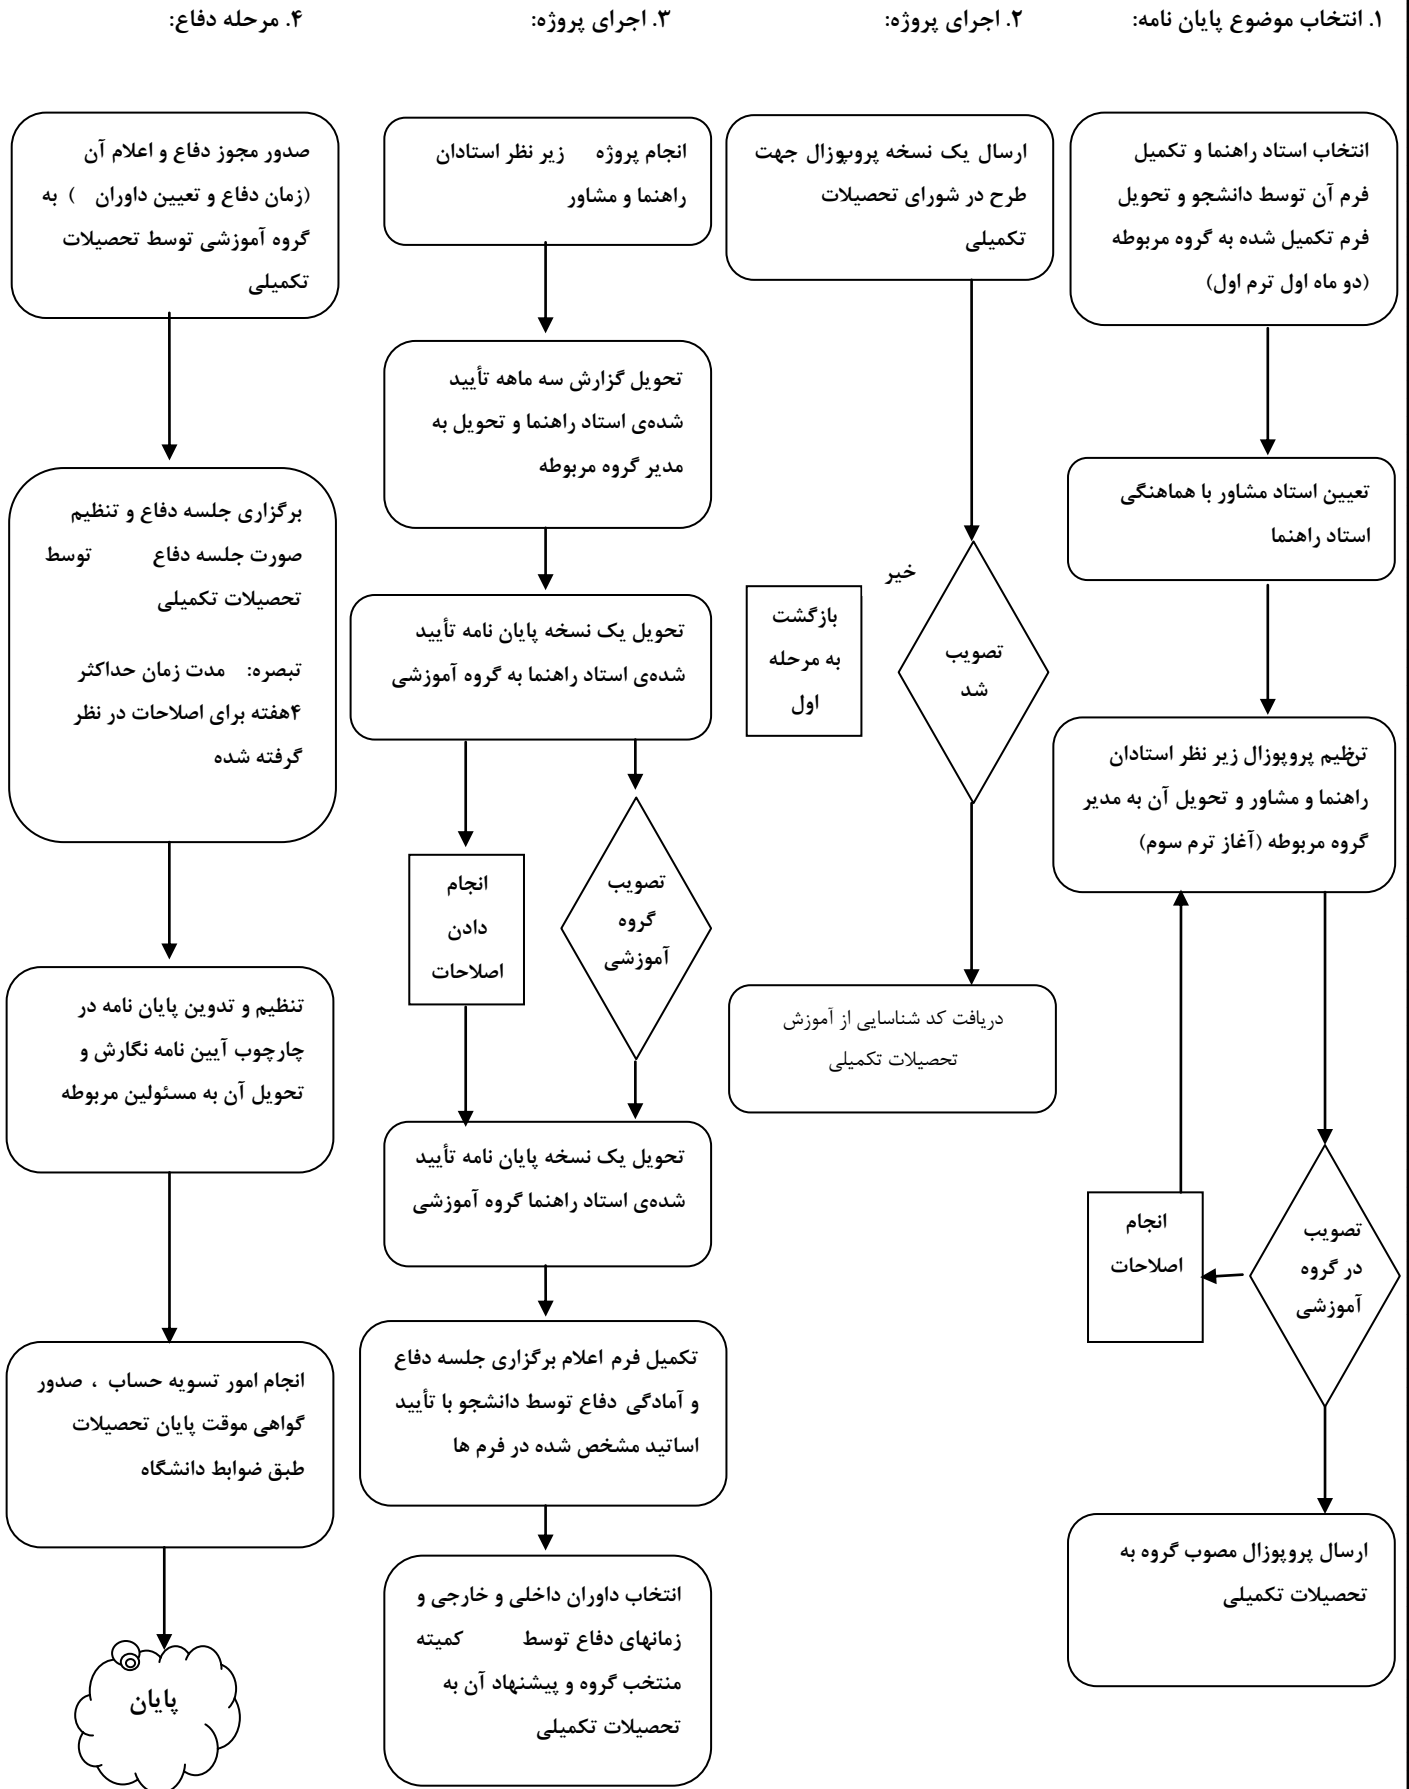 ۱. انتخاب موضوع پایان نامه:
انتخاب استاد راهنما و تکمیل
فرم آن توسط دانشجو و تحویل
فرم تکمیل شده به گروه مربوطه
(دو ماه اول ترم اول)
تعیین استاد مشاور با هماهنگی
استاد راهنما
تنظیم پروپوزال زیر نظر استادان
راهنما و مشاور و تحویل آن به مدیر
گروه مربوطه (آغاز ترم سوم)
تصویب
در گروه
آموزشی
انجام
اصلاحات
ارسال پروپوزال مصوب گروه به
تحصیلات تکمیلی
۲. اجرای پروژه:
ارسال یک نسخه پروپوزال جهت
طرح در شورای تحصیلات
تکمیلی
تصویب
شد
خیر
بازگشت
به مرحله
اول
دریافت کد شناسایی از آموزش
تحصیلات تکمیلی
۳. اجرای پروژه:
انجام پروژه زیر نظر استادان
راهنما و مشاور
تحویل گزارش سه ماهه تأیید
شده‌ی استاد راهنما و تحویل به
مدیر گروه مربوطه
تحویل یک نسخه پایان نامه تأیید
شده‌ی استاد راهنما به گروه آموزشی
تصویب
گروه
آموزشی
انجام
دادن
اصلاحات
تحویل یک نسخه پایان نامه تأیید
شده‌ی استاد راهنما گروه آموزشی
تکمیل فرم اعلام برگزاری جلسه دفاع
و آمادگی دفاع توسط دانشجو با تأیید
اساتید مشخص شده در فرم ها
انتخاب داوران داخلی و خارجی و
زمانهای دفاع توسط کمیته
منتخب گروه و پیشنهاد آن به
تحصیلات تکمیلی
۴. مرحله دفاع:
صدور مجوز دفاع و اعلام آن
(زمان دفاع و تعیین داوران ) به
گروه آموزشی توسط تحصیلات
تکمیلی
برگزاری جلسه دفاع و تنظیم
صورت جلسه دفاع توسط
تحصیلات تکمیلی
تبصره: مدت زمان حداکثر
۴هفته برای اصلاحات در نظر
گرفته شده
تنظیم و تدوین پایان نامه در
چارچوب آیین نامه نگارش و
تحویل آن به مسئولین مربوطه
انجام امور تسویه حساب ، صدور
گواهی موقت پایان تحصیلات
طبق ضوابط دانشگاه
پایان